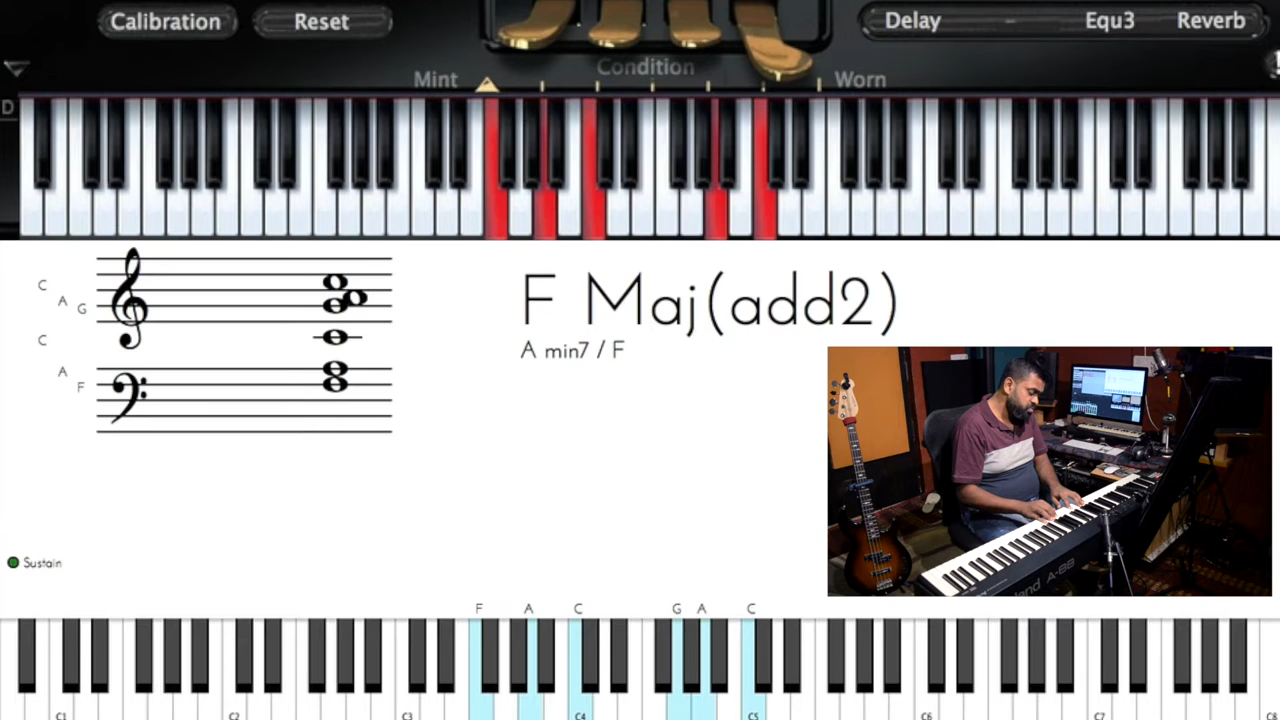 Calibration
Reset
Delay - Equ3 Reverb
Mint Condition Worn
D
F Maj(add2)
A min7 / F
C
A G
C
A
F
Sustain
F A C G A C
C1 C2 C3 C4 C5 C6 C7 C8